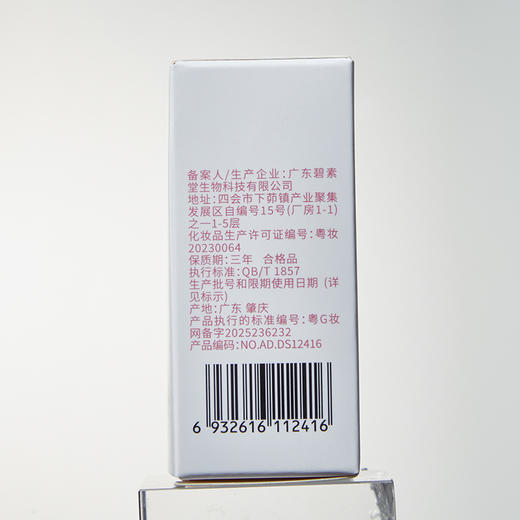 备案人/生产企业:广东碧素
堂生物科技有限公司
地址:四会市下茆镇产业聚集
发展区自编号15号(厂房1-1)
之一1-5层
化妆品生产许可证编号:粤妆
20230064
保质期:三年 合格品
执行标准:QB/T 1857
生产批号和限期使用日期 (详
见标示)
产地:广东 肇庆
产品执行的标准编号:粤G妆
网备字2025236232
产品编码:NO.AD.DS12416
6 932616 112416